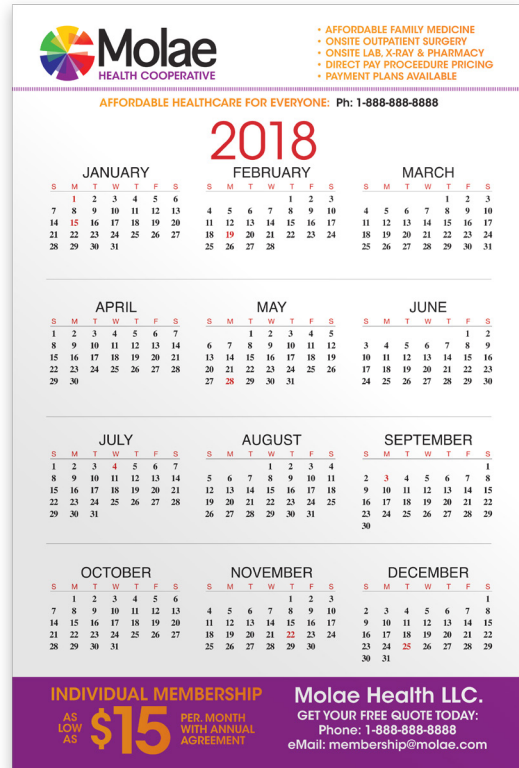 Molae
HEALTH COOPERATIVE
• AFFORDABLE FAMILY MEDICINE
• ONSITE OUTPATIENT SURGERY
• ONSITE LAB, X-RAY & PHARMACY
• DIRECT PAY PROCEEDURE PRICING
• PAYMENT PLANS AVAILABLE
AFFORDABLE HEALTHCARE FOR EVERYONE: Ph: 1-888-888-8888
2018
JANUARY
S M T W T F S
1 2 3 4 5 6
7 8 9 10 11 12 13
14 15 16 17 18 19 20
21 22 23 24 25 26 27
28 29 30 31
FEBRUARY
S M T W T F S
1 2 3
4 5 6 7 8 9 10
11 12 13 14 15 16 17
18 19 20 21 22 23 24
25 26 27 28
MARCH
S M T W T F S
1 2 3
4 5 6 7 8 9 10
11 12 13 14 15 16 17
18 19 20 21 22 23 24
25 26 27 28 29 30 31
APRIL
S M T W T F S
1 2 3 4 5 6 7
8 9 10 11 12 13 14
15 16 17 18 19 20 21
22 23 24 25 26 27 28
29 30
MAY
S M T W T F S
1 2 3 4 5
6 7 8 9 10 11 12
13 14 15 16 17 18 19
20 21 22 23 24 25 26
27 28 29 30 31
JUNE
S M T W T F S
1 2
3 4 5 6 7 8 9
10 11 12 13 14 15 16
17 18 19 20 21 22 23
24 25 26 27 28 29 30
JULY
S M T W T F S
1 2 3 4 5 6 7
8 9 10 11 12 13 14
15 16 17 18 19 20 21
22 23 24 25 26 27 28
29 30 31
AUGUST
S M T W T F S
1 2 3 4
5 6 7 8 9 10 11
12 13 14 15 16 17 18
19 20 21 22 23 24 25
26 27 28 29 30 31
SEPTEMBER
S M T W T F S
1
2 3 4 5 6 7 8
9 10 11 12 13 14 15
16 17 18 19 20 21 22
23 24 25 26 27 28 29
30
OCTOBER
S M T W T F S
1 2 3 4 5 6
7 8 9 10 11 12 13
14 15 16 17 18 19 20
21 22 23 24 25 26 27
28 29 30 31
NOVEMBER
S M T W T F S
1 2 3
4 5 6 7 8 9 10
11 12 13 14 15 16 17
18 19 20 21 22 23 24
25 26 27 28 29 30
DECEMBER
S M T W T F S
1
2 3 4 5 6 7 8
9 10 11 12 13 14 15
16 17 18 19 20 21 22
23 24 25 26 27 28 29
30 31
INDIVIDUAL MEMBERSHIP
AS LOW AS
$15
PER. MONTH
WITH ANNUAL
AGREEMENT
Molae Health LLC.
GET YOUR FREE QUOTE TODAY:
Phone: 1-888-888-8888
eMail: membership@molae.com